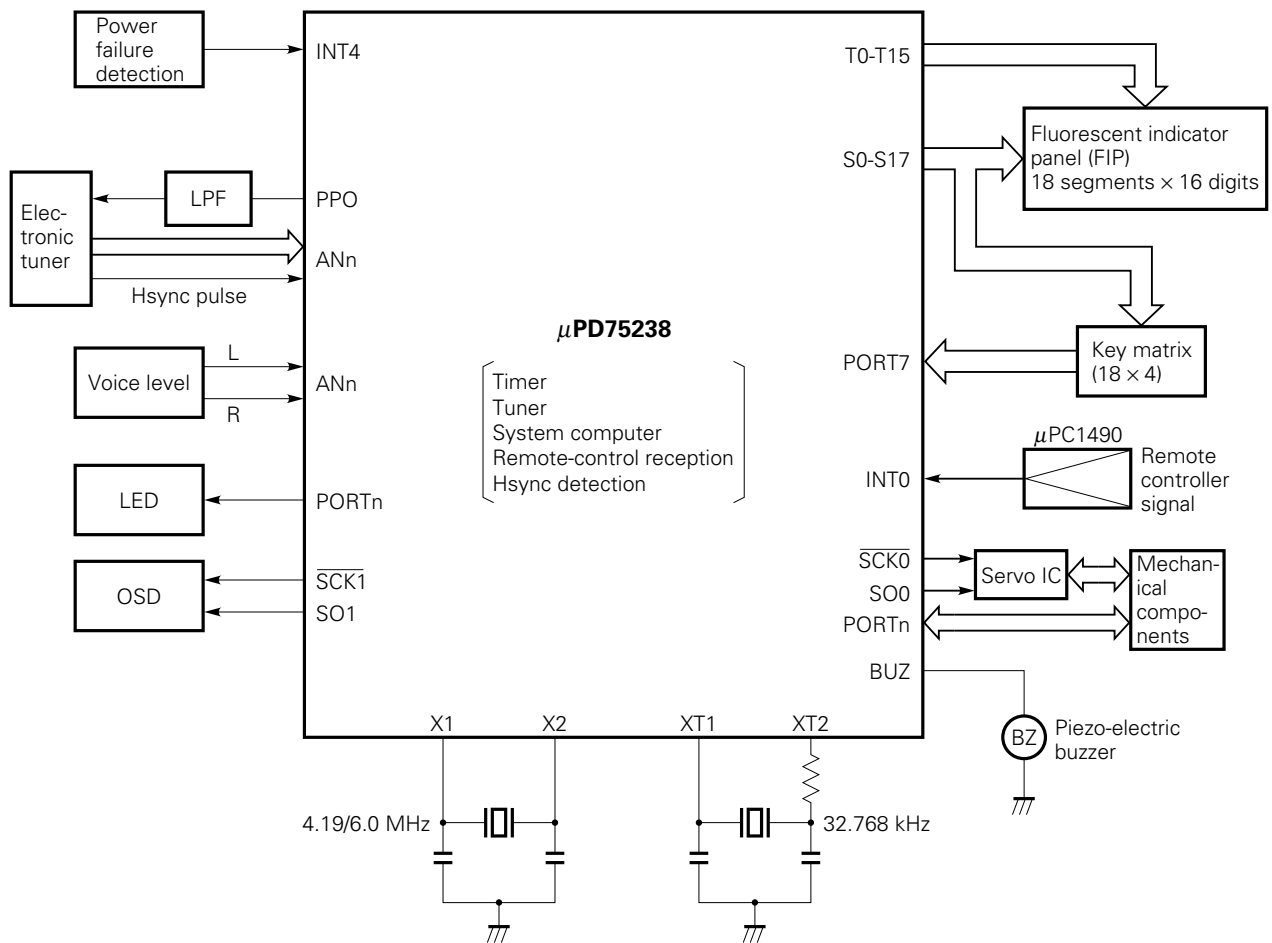 Power
failure
detection
INT4
T0-T15
Fluorescent indicator
panel (FIP)
18 segments × 16 digits
S0-S17
LPF
PPO
Elec-
tronic
tuner
ANn
Hsync pulse
μPD75238
Timer
Tuner
System computer
Remote-control reception
Hsync detection
Voice level
L
R
ANn
PORT7
Key matrix
(18 × 4)
μPC1490
INT0
Remote
controller
signal
LED
PORTn
OSD
SCK1
SO1
SCK0
SO0
PORTn
Servo IC
Mechan-
ical
compo-
nents
BUZ
BZ
Piezo-electric
buzzer
X1
X2
XT1
XT2
4.19/6.0 MHz
32.768 kHz